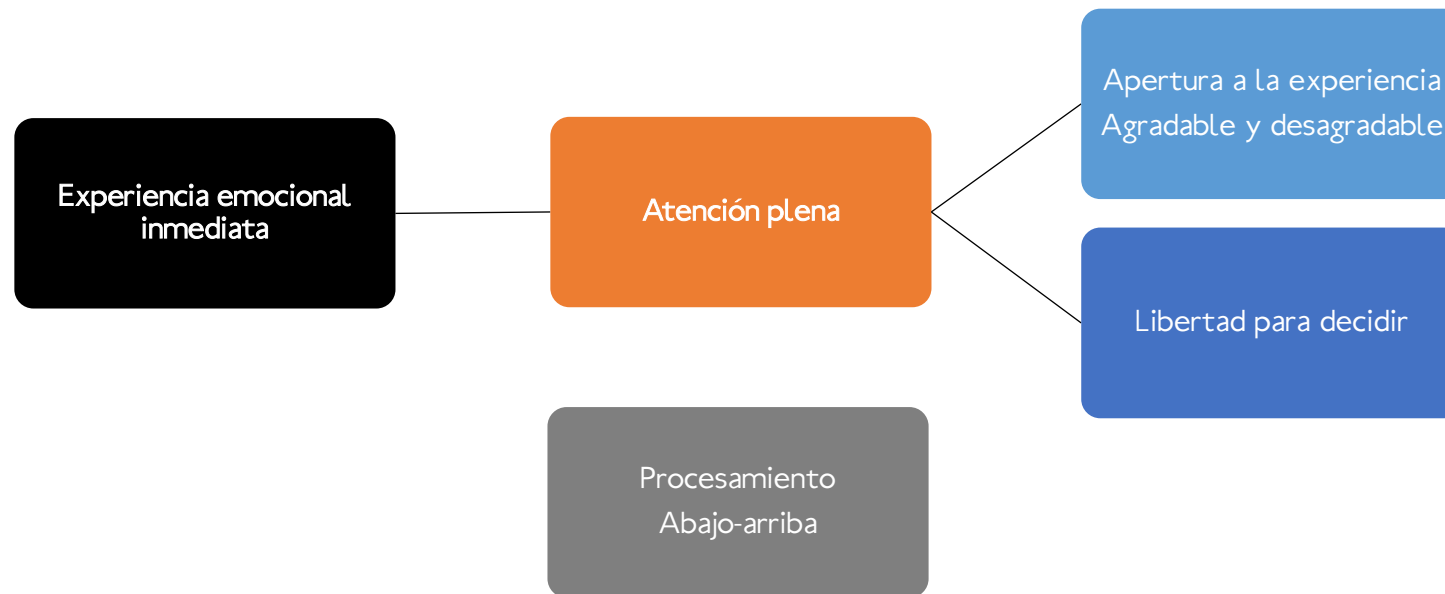 Experiencia emocional
inmediata
Atención plena
Apertura a la experiencia
Agradable y desagradable
Libertad para decidir
Procesamiento
Abajo-arriba